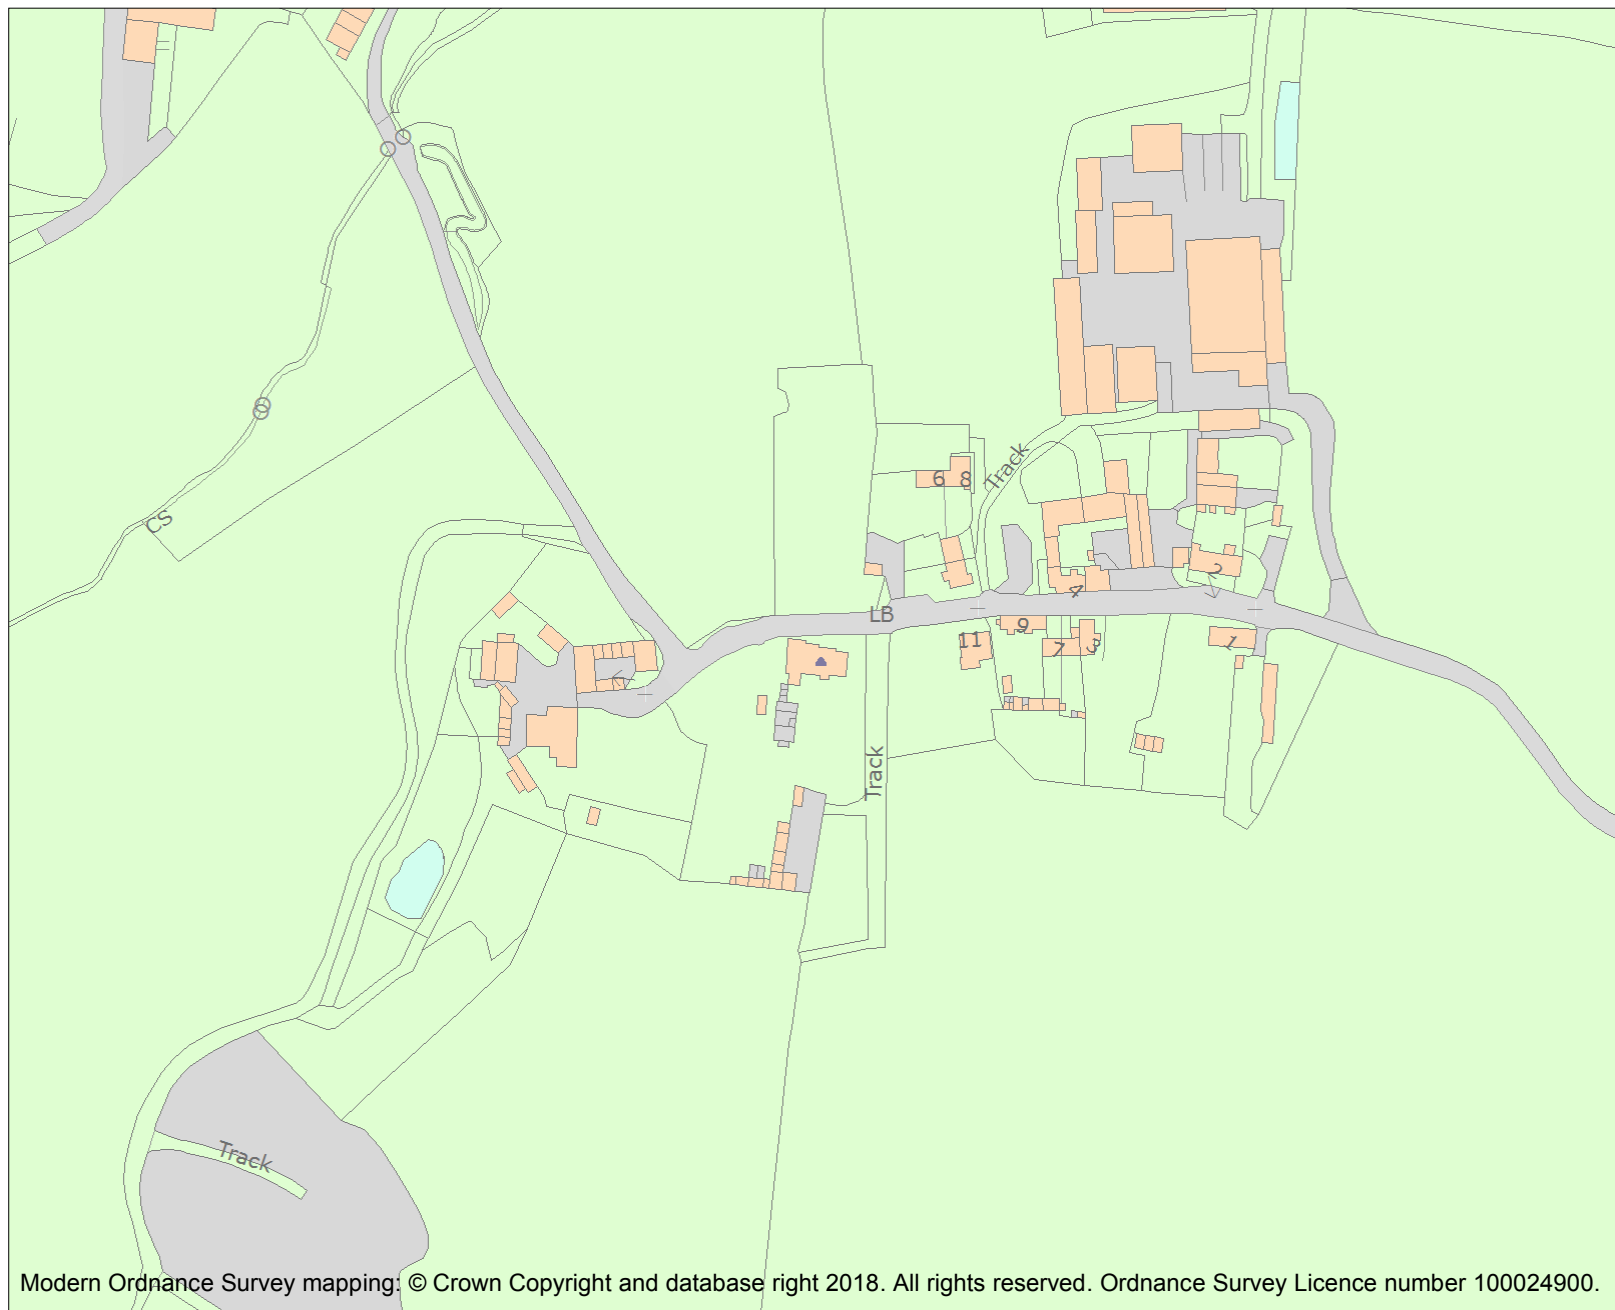 Track
6
8
CS
2
4
LB
9
11
7
3
1
Track
Track
Modern Ordnance Survey mapping: © Crown Copyright and database right 2018. All rights reserved. Ordnance Survey Licence number 100024900.